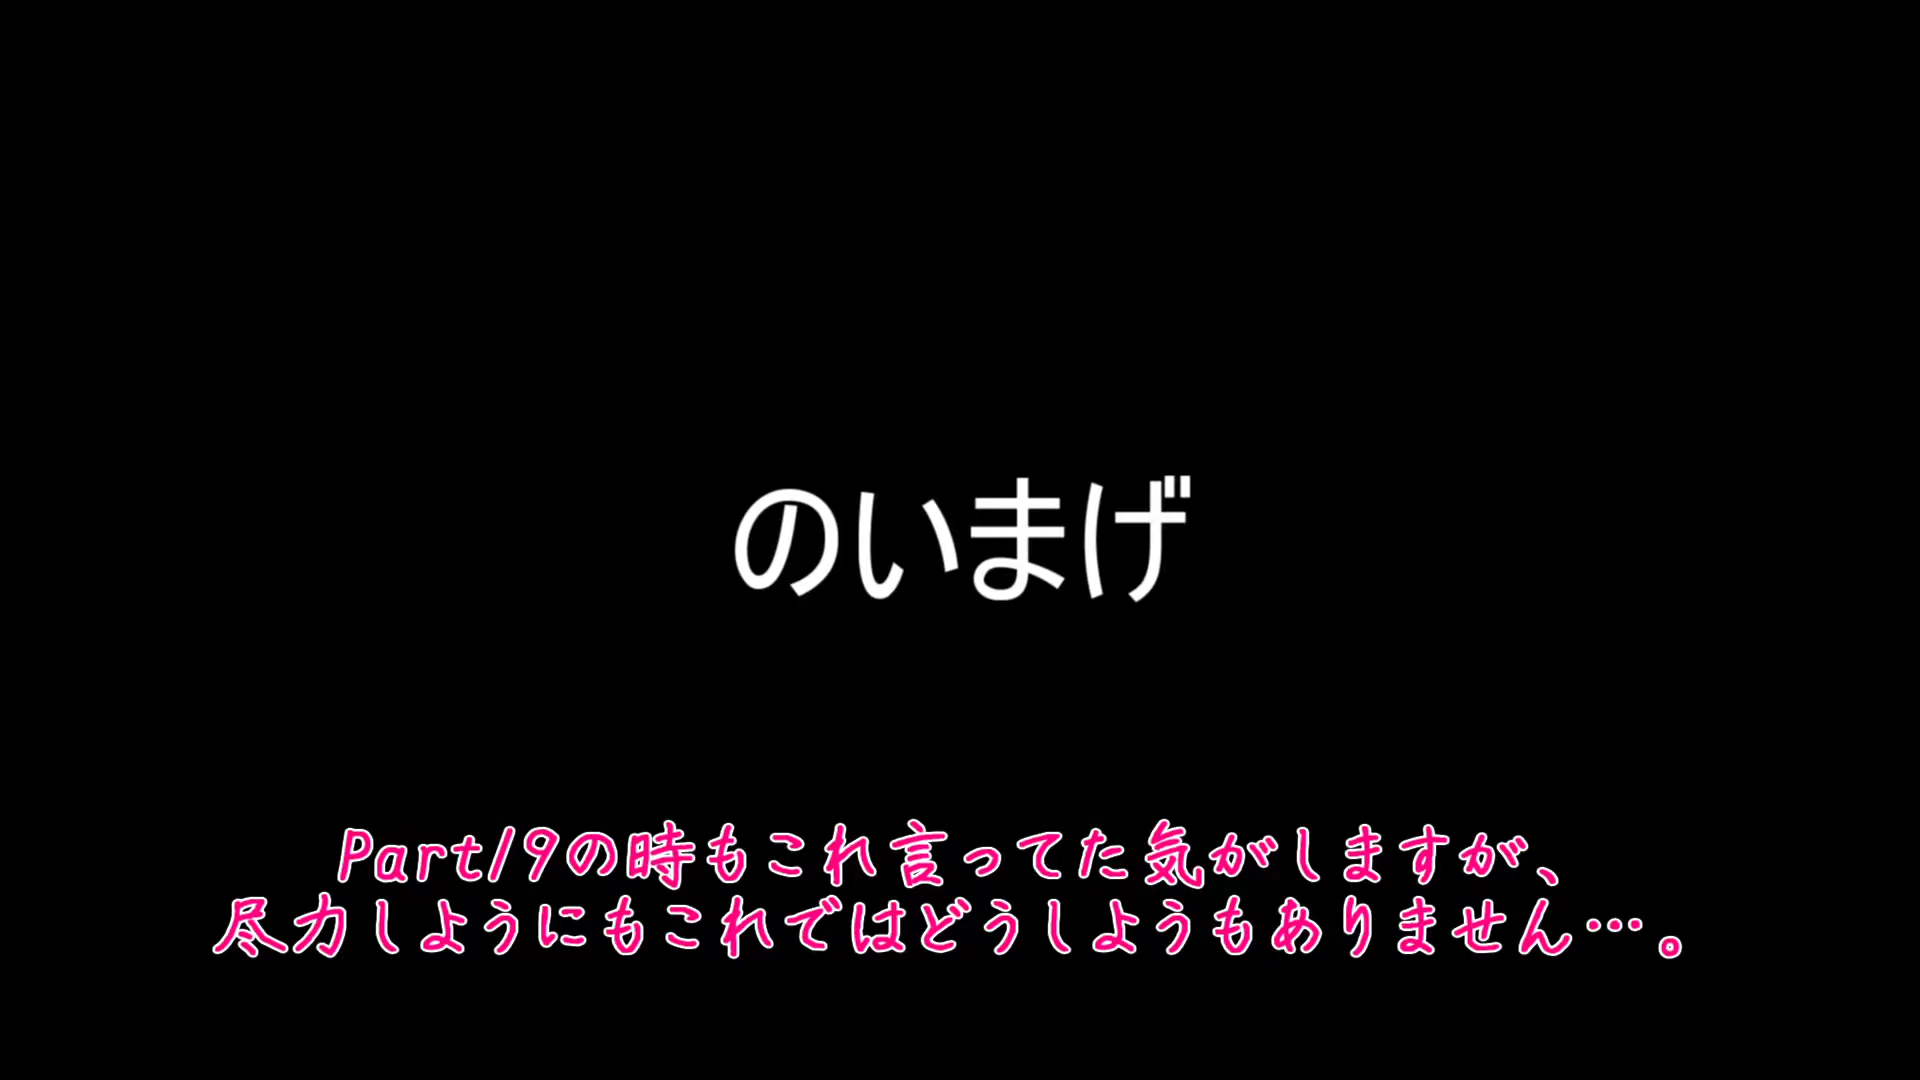 のいまげ
Part19の時もこれ言ってた気がしますが、
尽力しようにもこれではどうしようもありません…。